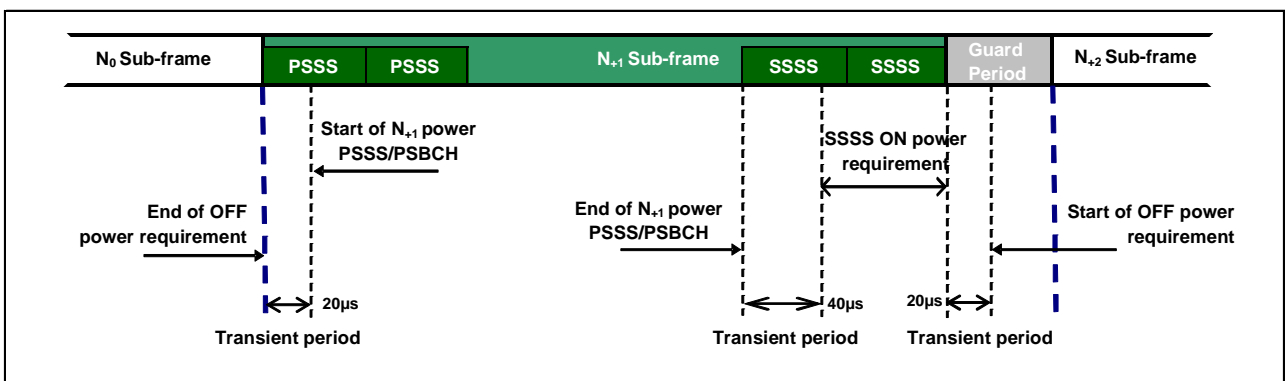 N₀ Sub-frame
PSSS
PSSS
N₊₁ Sub-frame
SSSS
SSSS
Guard
Period
N₊₂ Sub-frame
Start of N₊₁ power
PSSS/PSBCH
SSSS ON power
requirement
End of OFF
power requirement
End of N₊₁ power
PSSS/PSBCH
Start of OFF power
requirement
20µs
40µs
20µs
Transient period
Transient period
Transient period